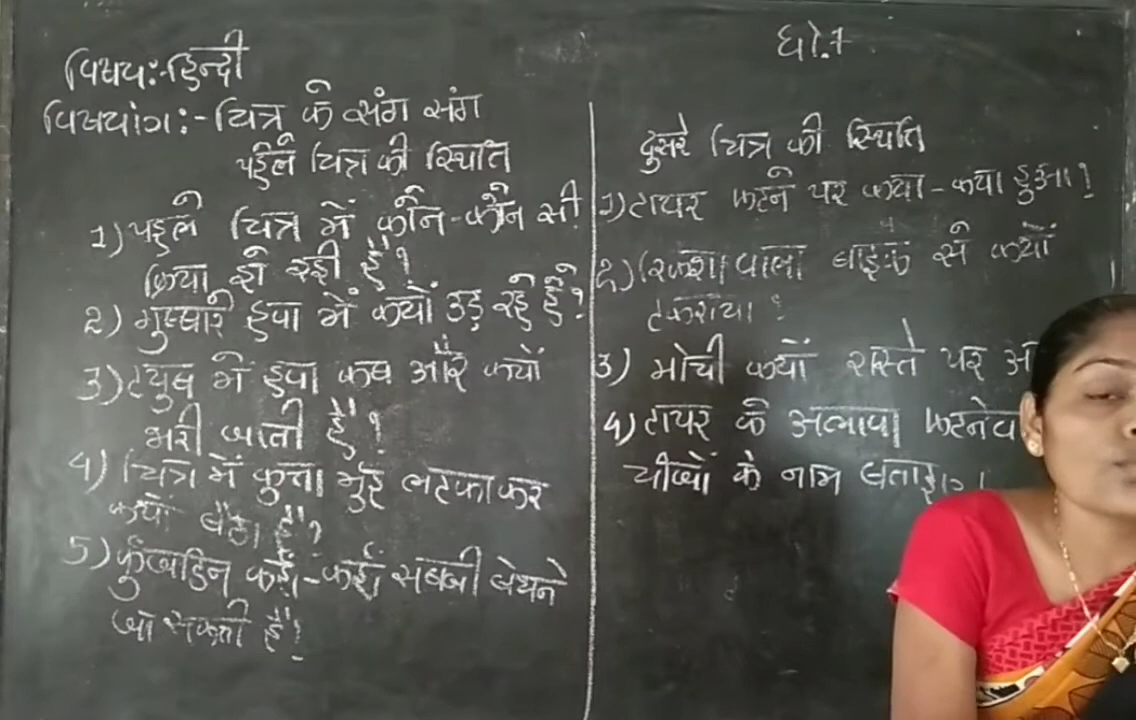 धो.7
विषय:-हिन्दी
विषयांग:-चित्र के संग संग
पहले चित्र की स्थिति
1) पहले चित्र में कौन-कौन सी
क्रिया हो रही हैं?
2) गुब्बारे हवा में क्यों उड़ रहे हैं?
3) ट्युब में हवा कब और क्यों
भरी जाती हैं?
4) चित्र में कुत्ता मुहँ लटकाकर
क्यों बैठा हैं?
5) कुंजडिन कहाँ-कहाँ सब्जी बेचने
जा सकती हैं?
दुसरे चित्र की स्थिति
1) टायर फटने पर क्या-क्या हुआ?
2) रिक्शावाला बाइक से क्यों
टकराया?
3) मोची क्यों रास्ते पर
4) टायर के अलावा
चीजों के नाम बताइए।